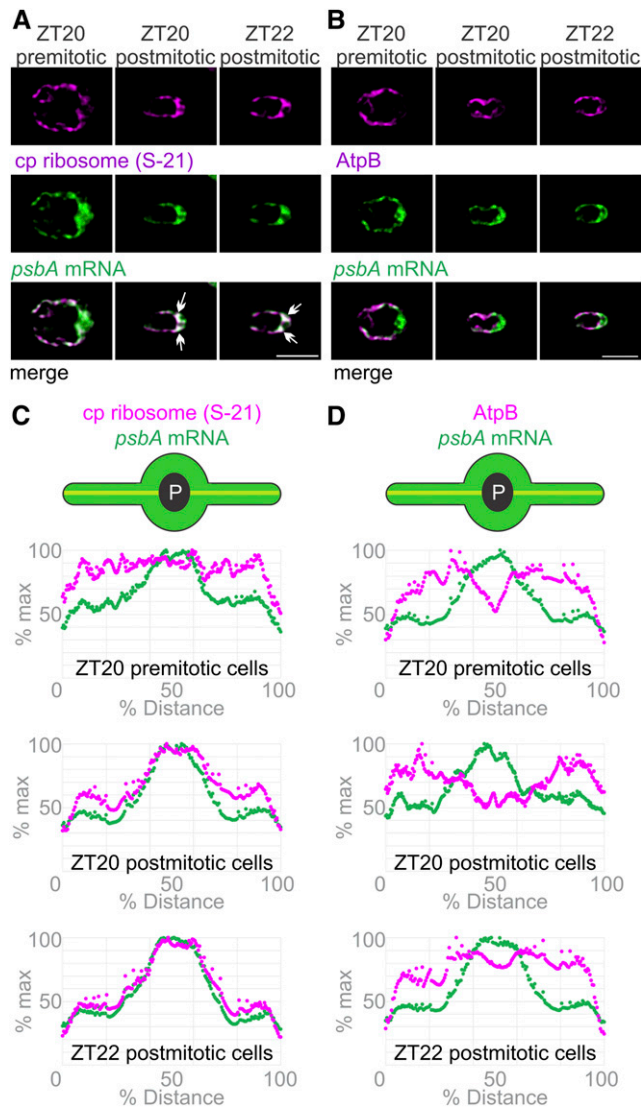 A
ZT20 premitotic
ZT20 postmitotic
ZT22 postmitotic
cp ribosome (S-21)
psbA mRNA
merge
B
ZT20 premitotic
ZT20 postmitotic
ZT22 postmitotic
AtpB
psbA mRNA
merge
C
cp ribosome (S-21)
psbA mRNA
P
100
50
% max
ZT20 premitotic cells
0 50 100
% Distance
100
50
% max
ZT20 postmitotic cells
0 50 100
% Distance
100
50
% max
ZT22 postmitotic cells
0 50 100
% Distance
D
AtpB
psbA mRNA
P
100
50
% max
ZT20 premitotic cells
0 50 100
% Distance
100
50
% max
ZT20 postmitotic cells
0 50 100
% Distance
100
50
% max
ZT22 postmitotic cells
0 50 100
% Distance